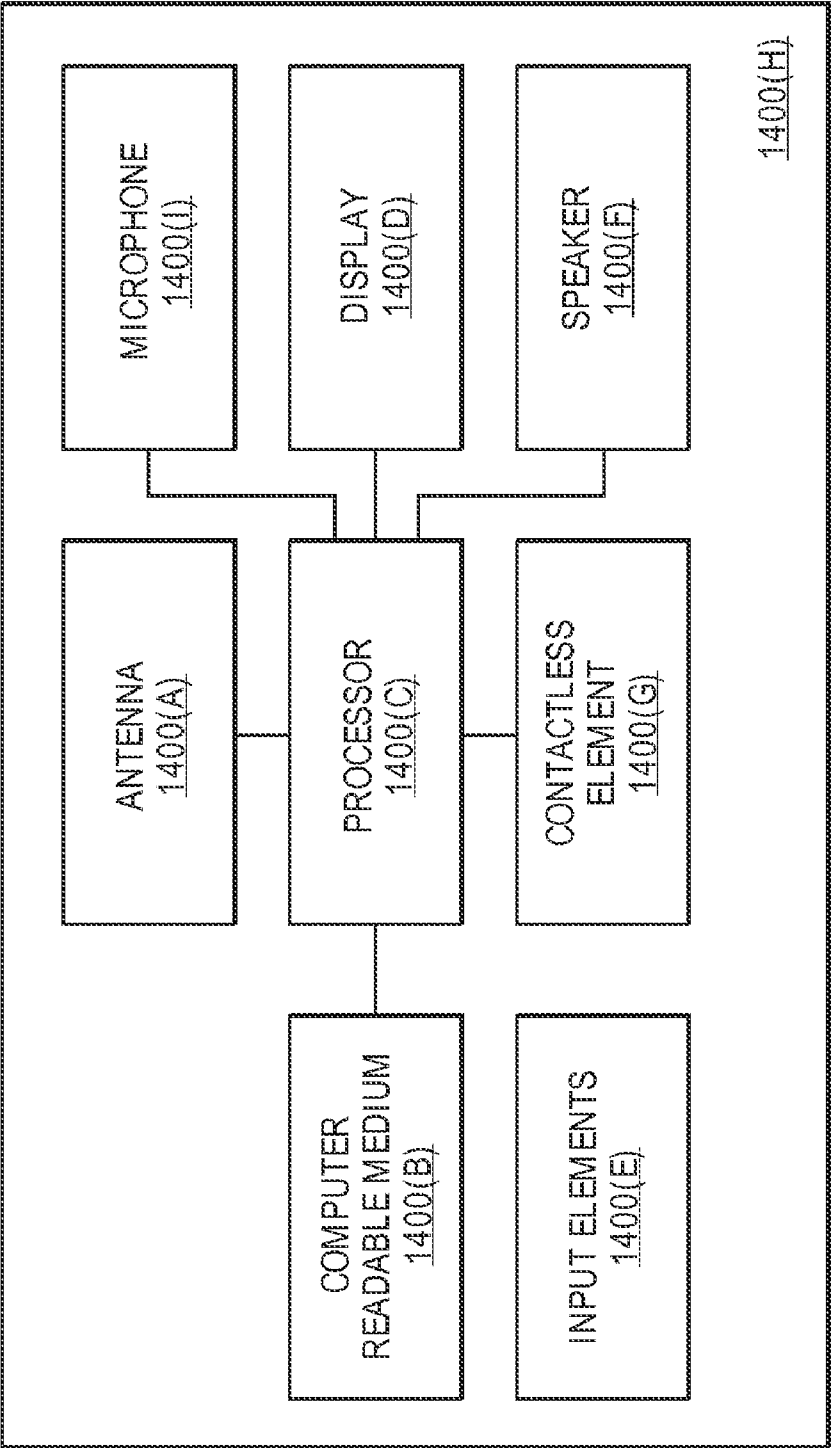 ANTENNA
1400(A)
MICROPHONE
1400(I)
COMPUTER
READABLE MEDIUM
1400(B)
PROCESSOR
1400(C)
DISPLAY
1400(D)
INPUT ELEMENTS
1400(E)
CONTACTLESS
ELEMENT
1400(G)
SPEAKER
1400(F)
1400(H)